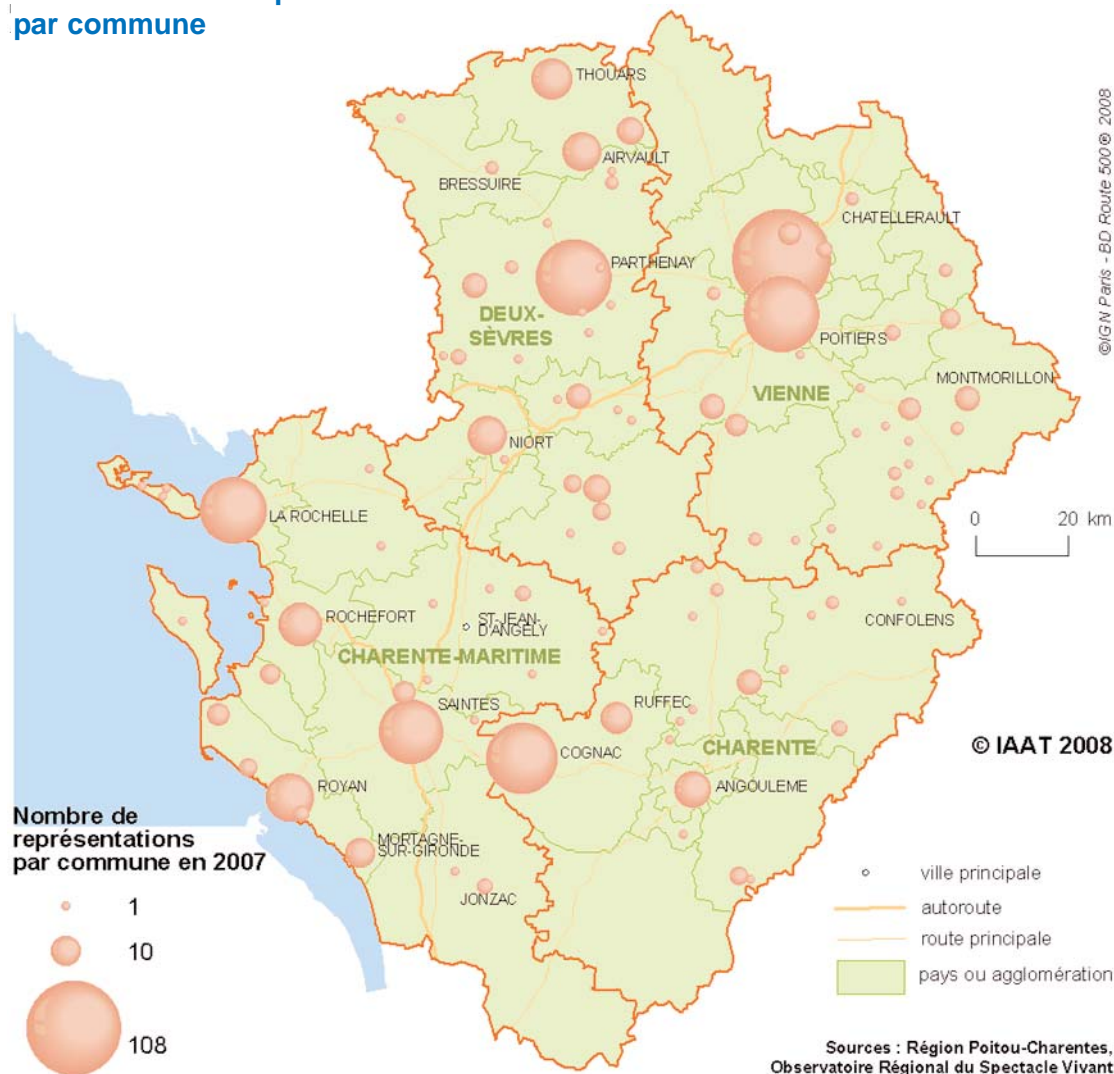 par commune
THOUARS
AIRVAULT
BRESSUIRE
CHATELLERAULT
PARTHENAY
DEUX-
SÈVRES
POITIERS
MONTMORILLON
VIENNE
NIORT
LA ROCHELLE
0 20 km
ROCHEFORT
ST-JEAN-
D'ANGELY
CONFOLENS
CHARENTE-MARITIME
SAINTES
RUFFEC
COGNAC
CHARENTE
© IAAT 2008
ROYAN
ANGOULEME
MORTAGNE-
SUR-GIRONDE
JONZAC
Nombre de
représentations
par commune en 2007
1
10
108
ville principale
autoroute
route principale
pays ou agglomération
Sources : Région Poitou-Charentes,
Observatoire Régional du Spectacle Vivant
©IGN Paris - BD Route 500® 2008